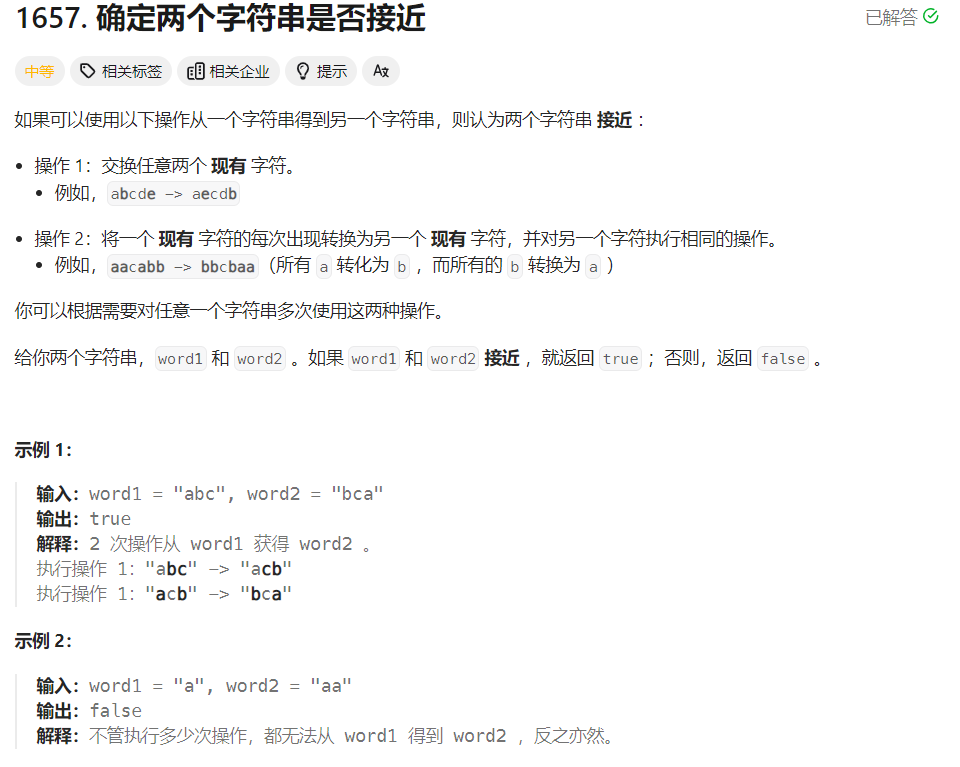 1657. 确定两个字符串是否接近
已解答
中等 相关标签 相关企业 提示 Az
如果可以使用以下操作从一个字符串得到另一个字符串，则认为两个字符串 接近 ：
• 操作 1：交换任意两个 现有 字符。
• 例如，abcde -> aecdb
• 操作 2：将一个 现有 字符的每次出现转换为另一个 现有 字符，并对另一个字符执行相同的操作。
• 例如，aacabb -> bbcbaa（所有 a 转化为 b ，而所有的 b 转换为 a ）
你可以根据需要对任意一个字符串多次使用这两种操作。
给你两个字符串，word1 和 word2 。如果 word1 和 word2 接近 ，就返回 true ；否则，返回 false 。
示例 1：
输入：word1 = "abc", word2 = "bca"
输出：true
解释：2 次操作从 word1 获得 word2 。
执行操作 1："abc" -> "acb"
执行操作 1："acb" -> "bca"
示例 2：
输入：word1 = "a", word2 = "aa"
输出：false
解释：不管执行多少次操作，都无法从 word1 得到 word2 ，反之亦然。